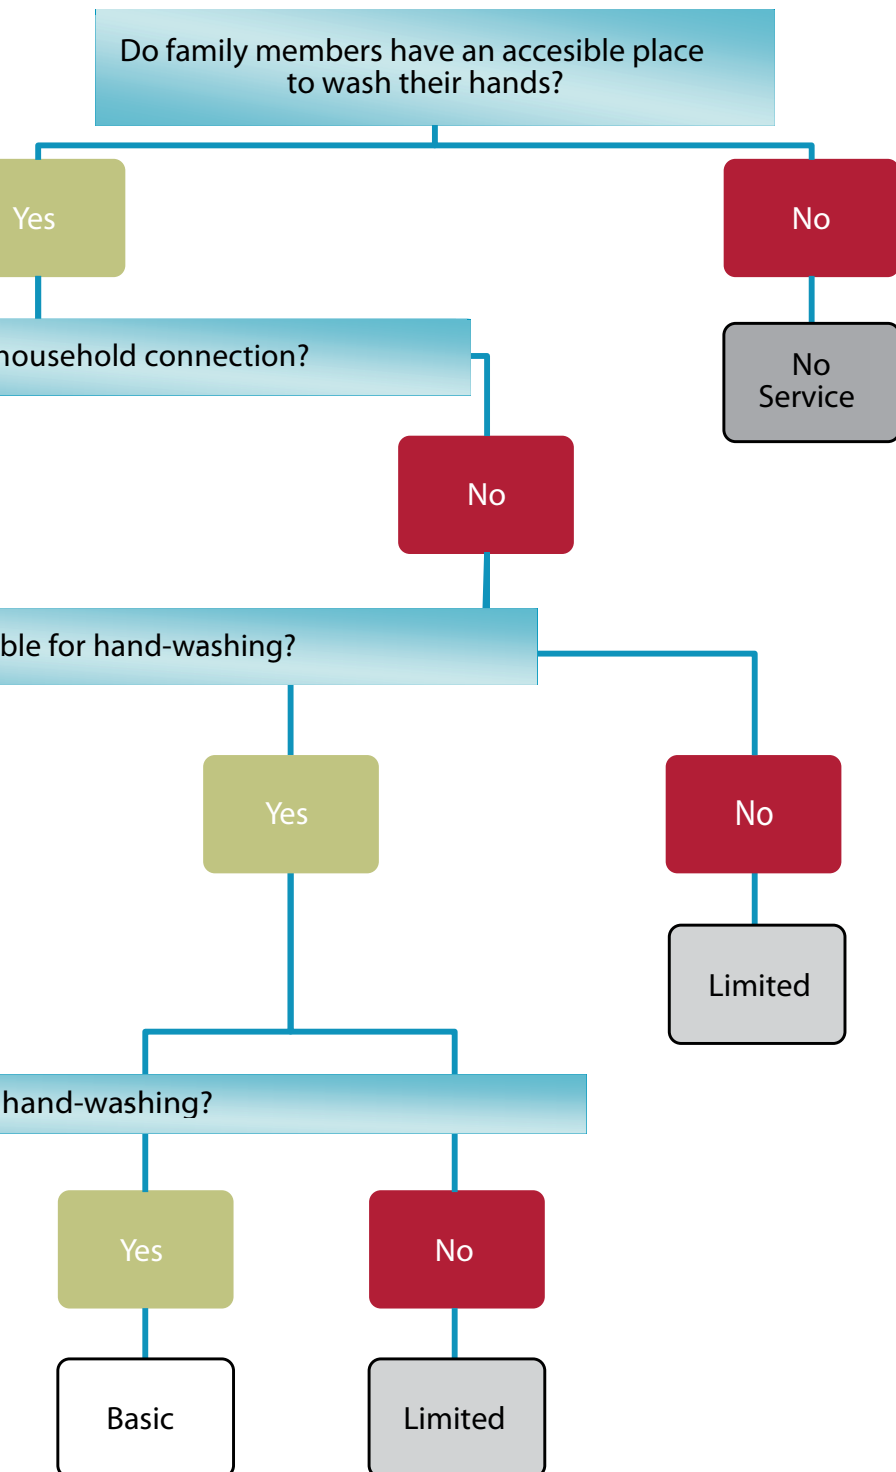 Do family members have an accesible place
to wash their hands?
Yes
No
household connection?
No
Service
No
ble for hand-washing?
Yes
No
Limited
hand-washing?
Yes
No
Basic
Limited